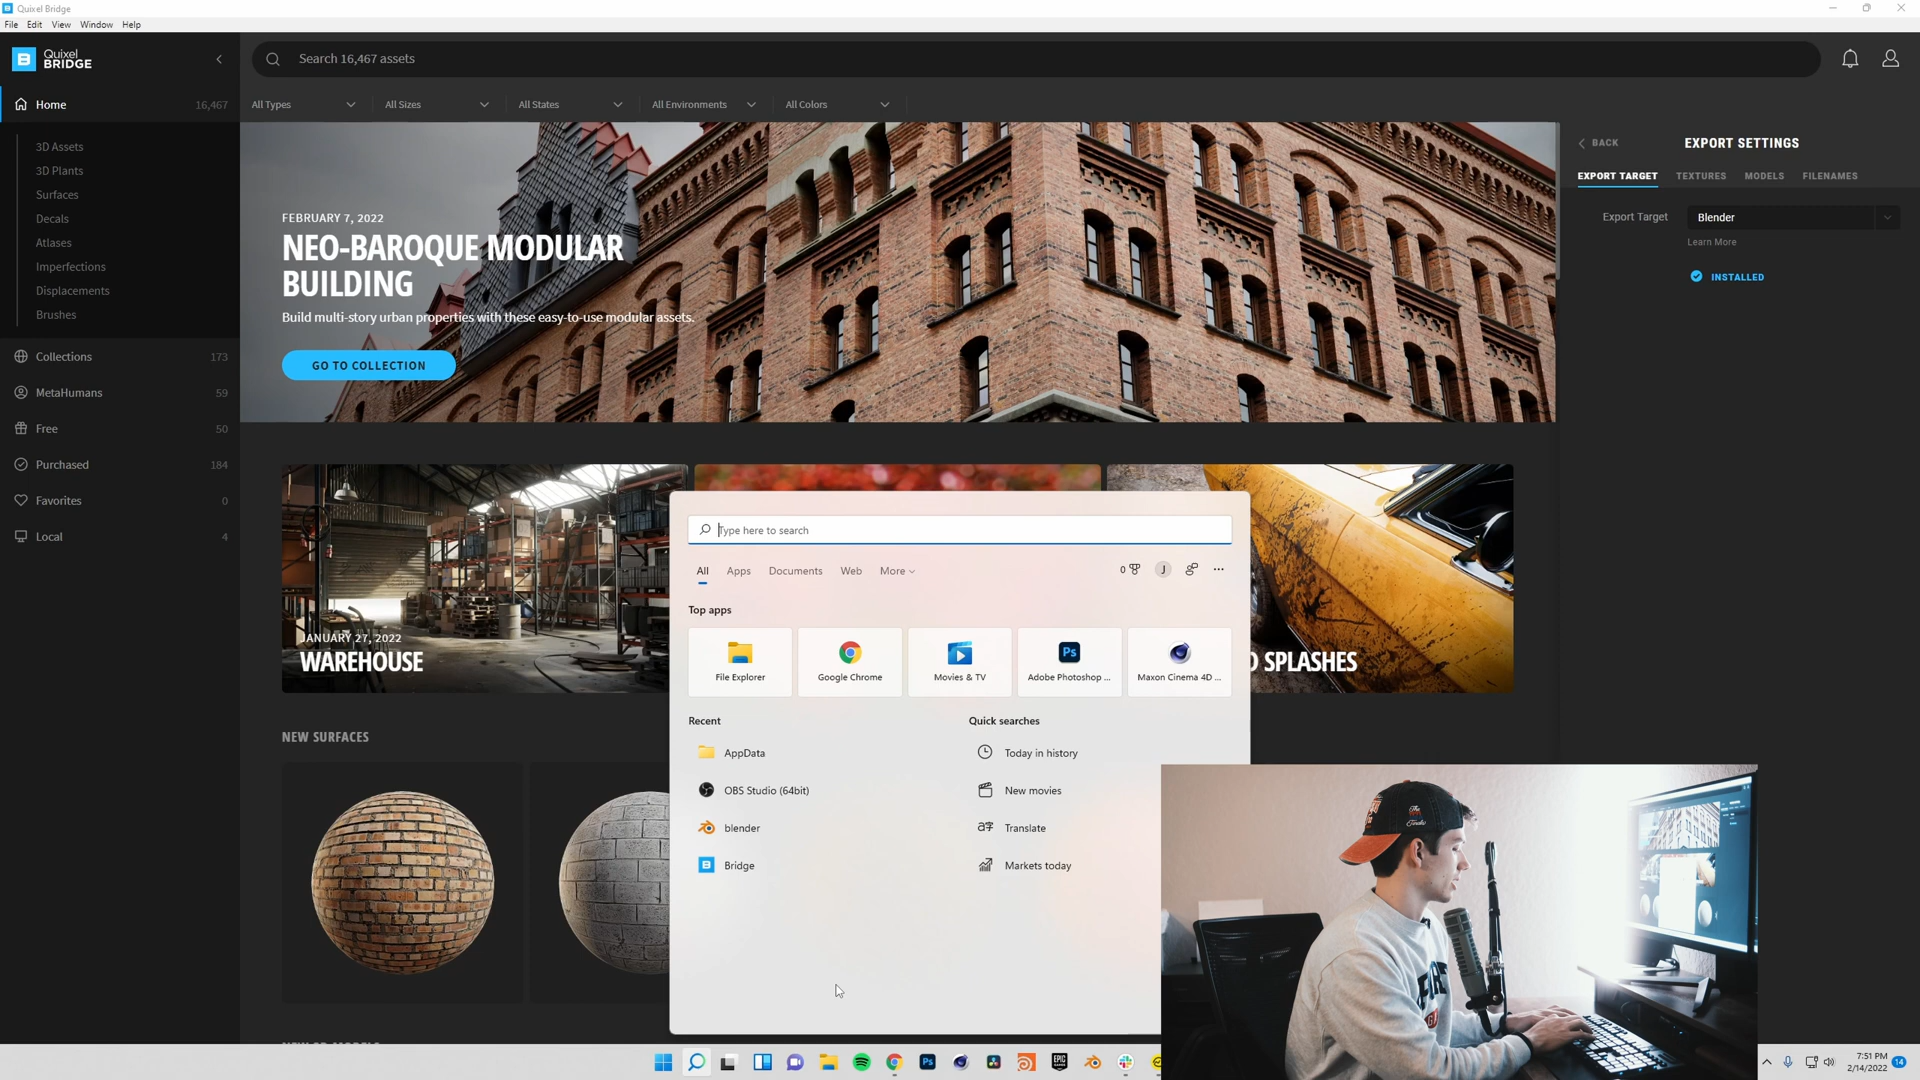 Quixel Bridge
File Edit View Window Help
Quixel
BRIDGE
Search 16,467 assets
Home 16,467
All Types
All Sizes
All States
All Environments
All Colors
3D Assets
3D Plants
Surfaces
Decals
Atlases
Imperfections
Displacements
Brushes
Collections 173
MetaHumans 59
Free 50
Purchased 184
Favorites 0
Local 4
FEBRUARY 7, 2022
NEO-BAROQUE MODULAR
BUILDING
Build multi-story urban properties with these easy-to-use modular assets.
GO TO COLLECTION
BACK
EXPORT SETTINGS
EXPORT TARGET TEXTURES MODELS FILENAMES
Export Target Blender
Learn More
INSTALLED
JANUARY 27, 2022
WAREHOUSE
SPLASHES
NEW SURFACES
Type here to search
All Apps Documents Web More
0
J
Top apps
File Explorer
Google Chrome
Movies & TV
Ps
Adobe Photoshop ...
Maxon Cinema 4D ...
Recent
AppData
OBS Studio (64bit)
blender
Bridge
Quick searches
Today in history
New movies
Translate
Markets today
Ps
EPIC
GAMES
7:51 PM
2/14/2022
14